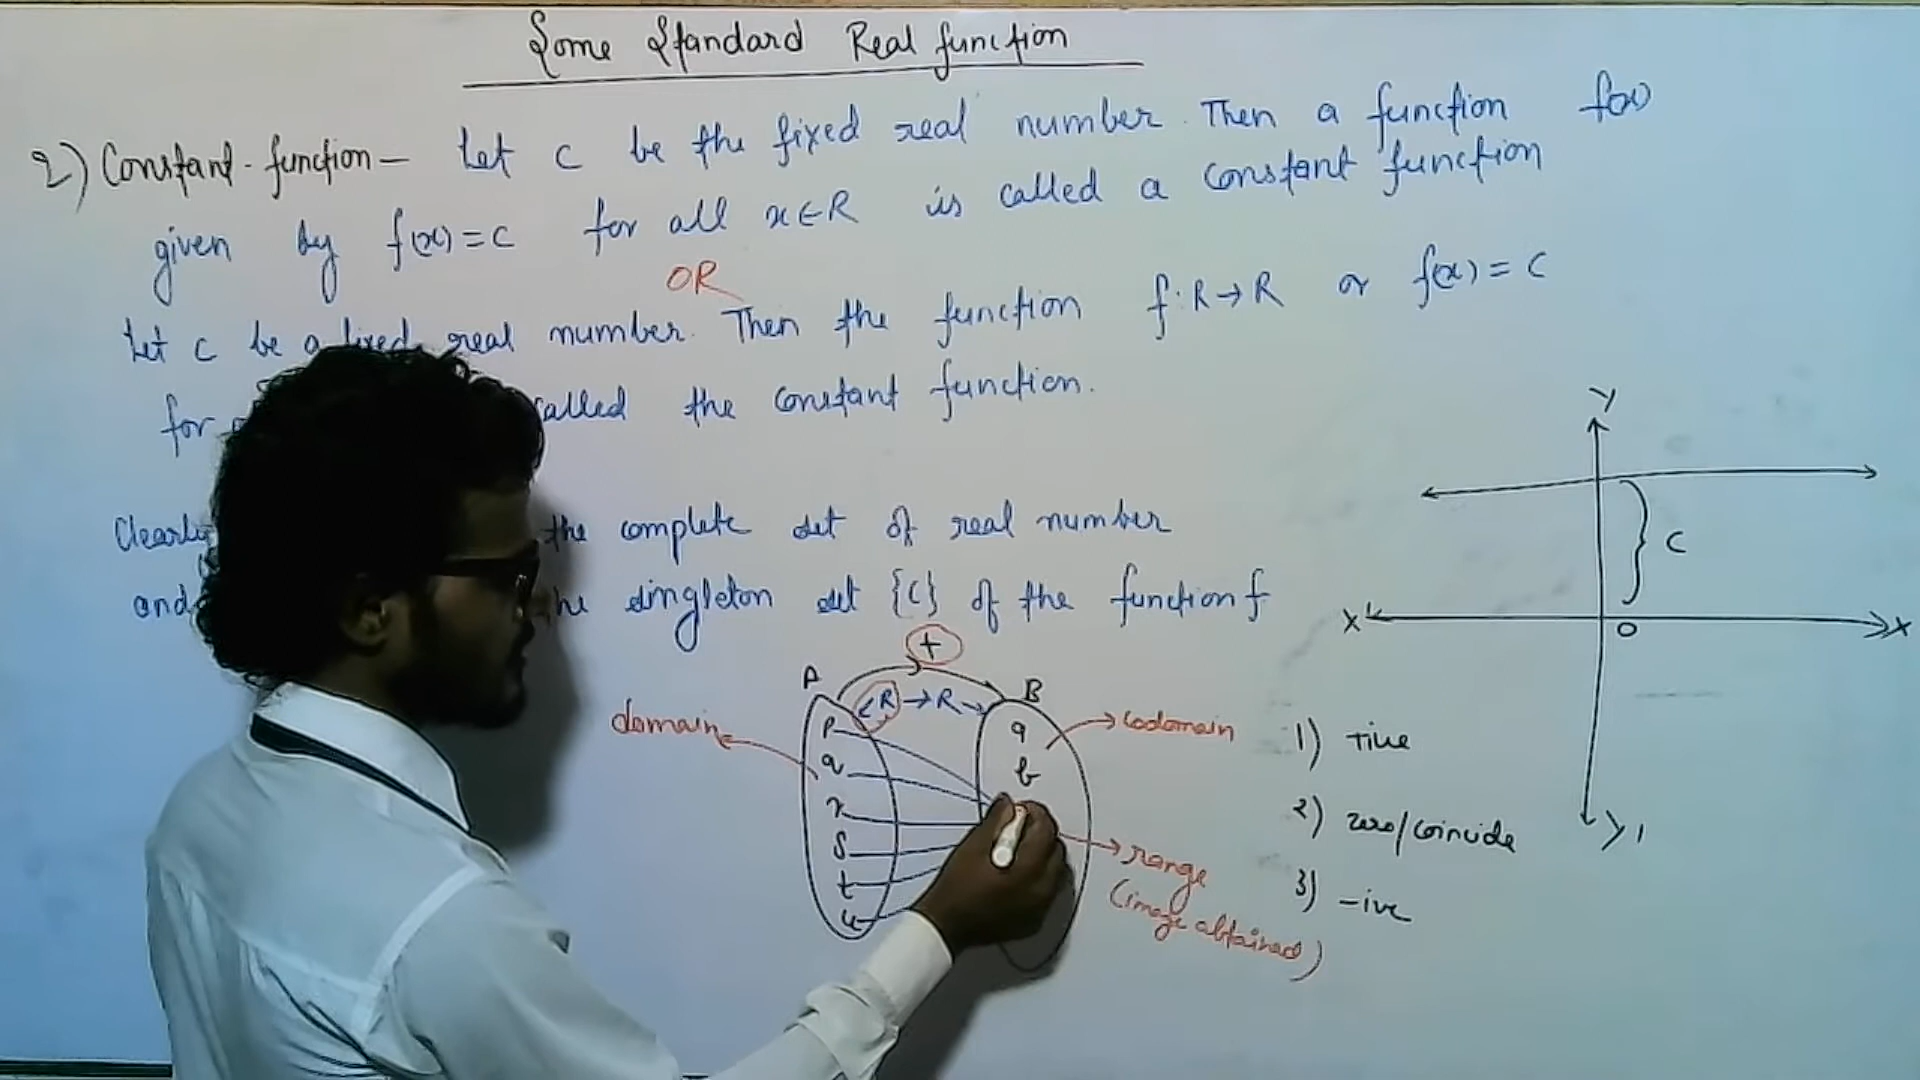 Some Standard Real function
2) Constant-function – Let c be the fixed real number. Then a function f(x)
given by f(x) = c for all x∈R is called a constant function
OR
Let c be a fixed real number. Then the function f: R → R or f(x) = c
for called the constant function.
Clearly the complete set of real number
and the singleton set {c} of the function f
A
R → R
B
domain
codomain
p
q
r
s
t
u
b
range
(image obtained)
Y
C
X'
O
X
Y'
1) +ive
2) zero/coincide
3) -ive